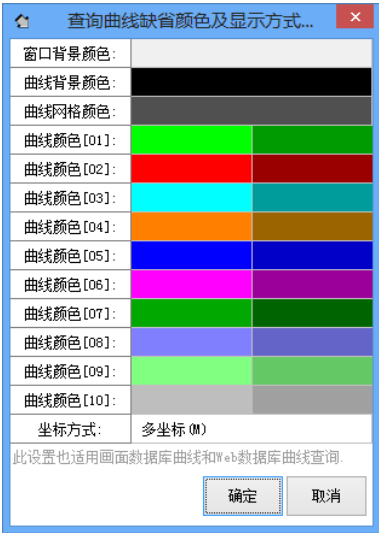 查询曲线缺省颜色及显示方式...
窗口背景颜色:
曲线背景颜色:
曲线网格颜色:
曲线颜色[01]:
曲线颜色[02]:
曲线颜色[03]:
曲线颜色[04]:
曲线颜色[05]:
曲线颜色[06]:
曲线颜色[07]:
曲线颜色[08]:
曲线颜色[09]:
曲线颜色[10]:
坐标方式: 多坐标(M)
此设置也适用画面数据库曲线和Web数据库曲线查询.
确定 取消